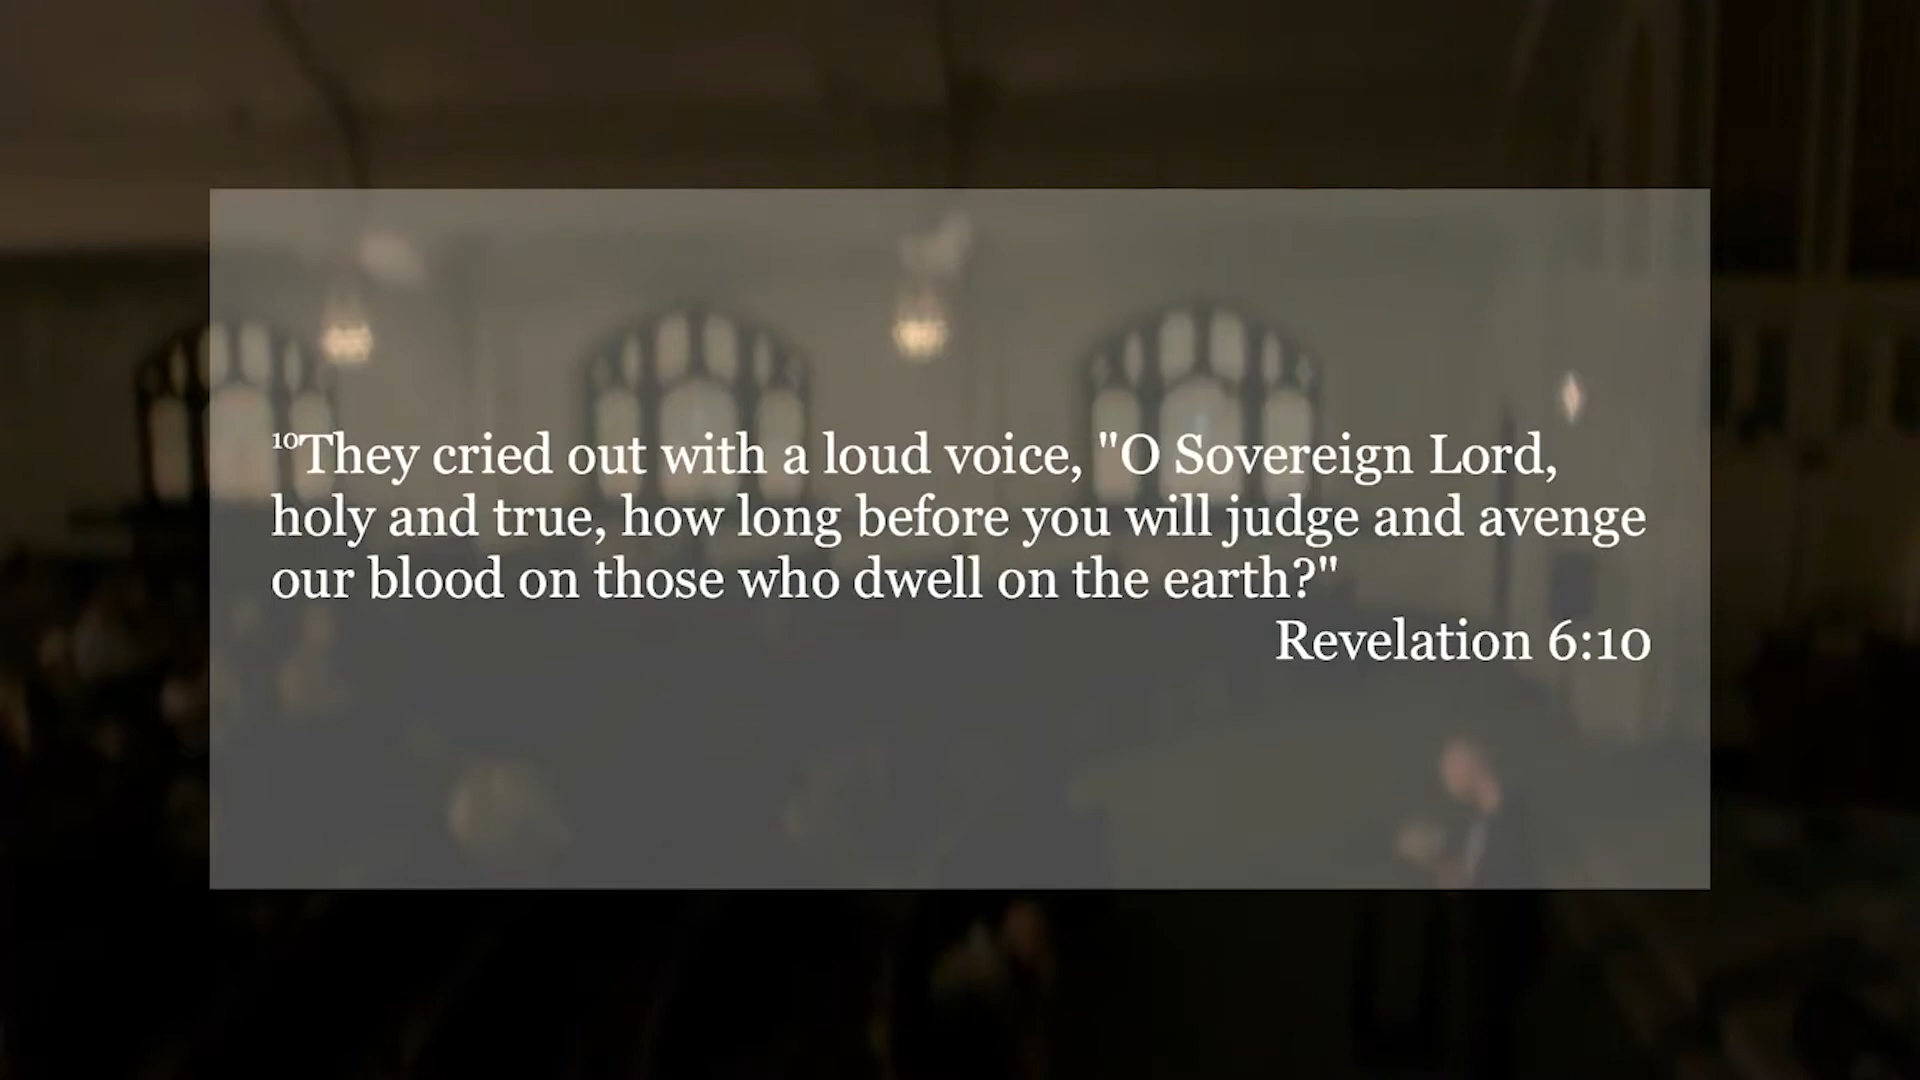 ¹⁰They cried out with a loud voice, "O Sovereign Lord,
holy and true, how long before you will judge and avenge
our blood on those who dwell on the earth?"
Revelation 6:10